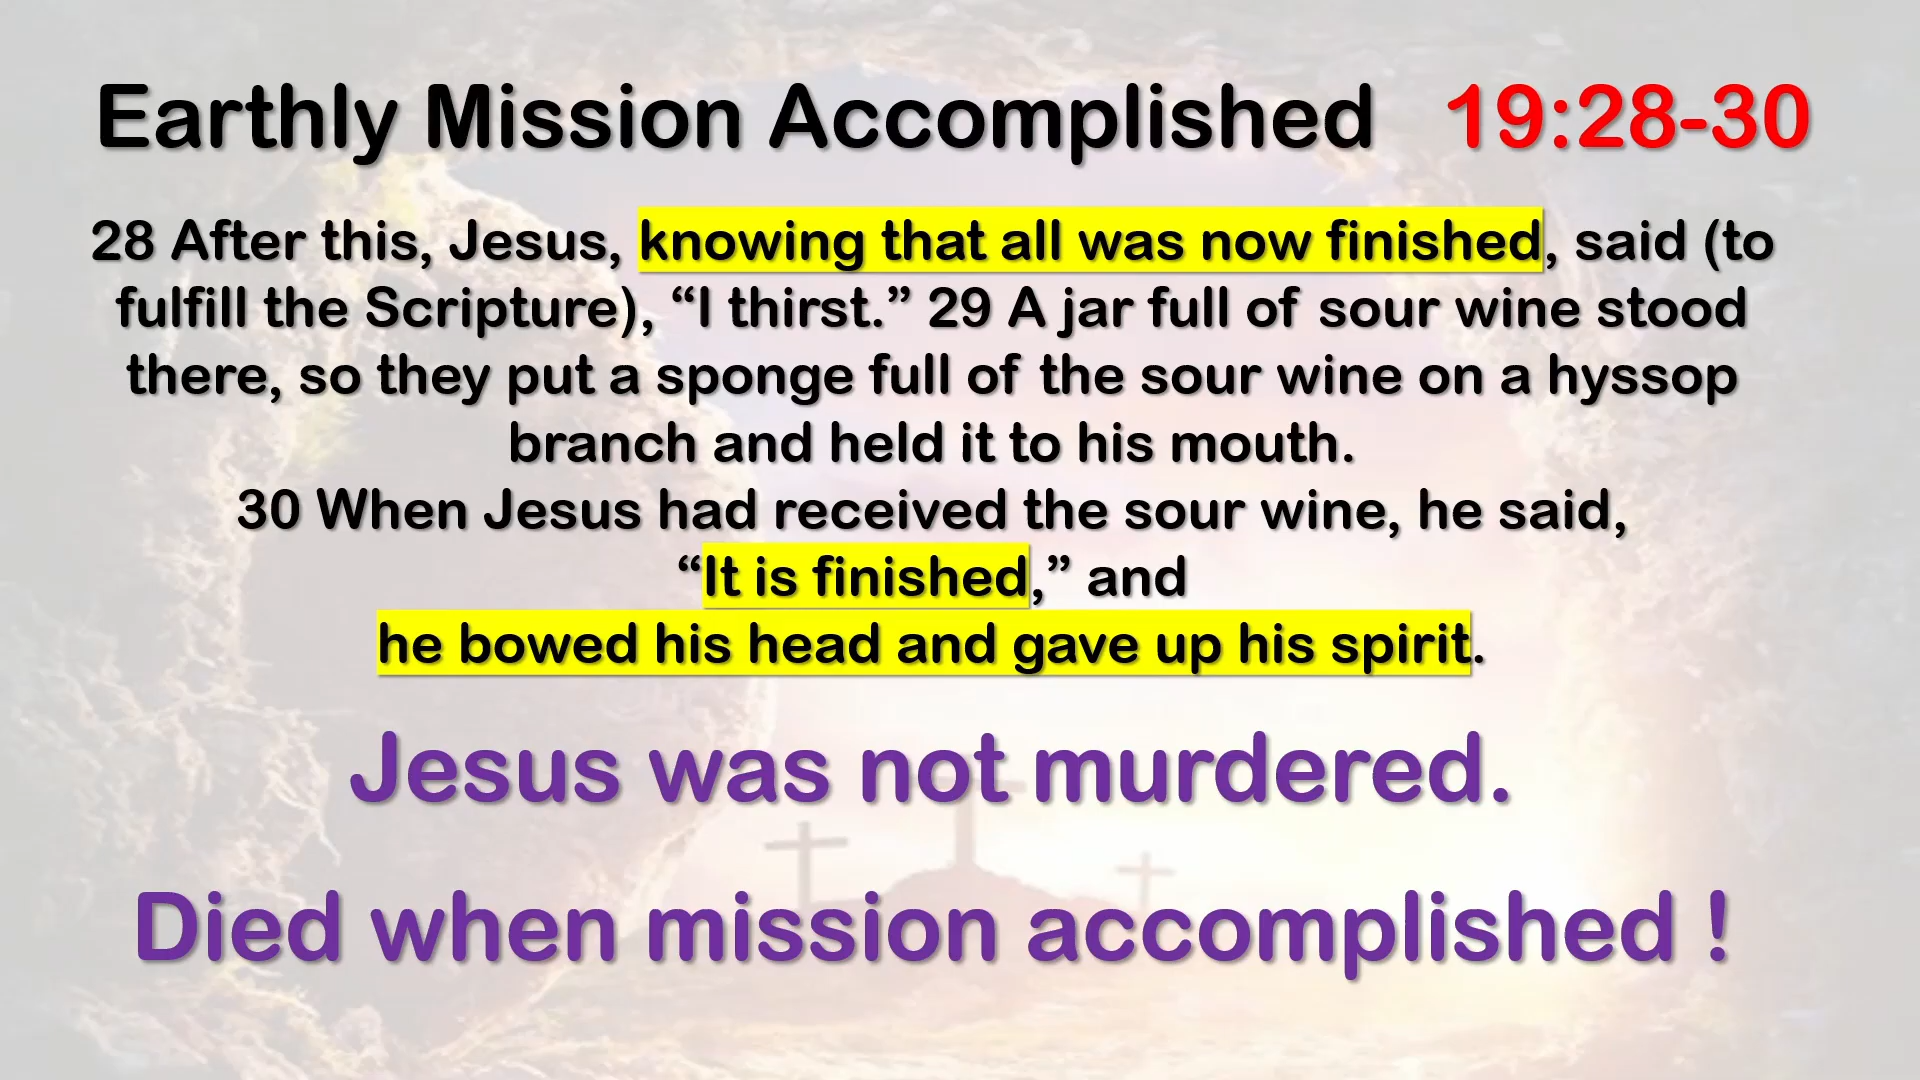 Earthly Mission Accomplished 19:28-30
28 After this, Jesus, knowing that all was now finished, said (to
fulfill the Scripture), “I thirst.” 29 A jar full of sour wine stood
there, so they put a sponge full of the sour wine on a hyssop
branch and held it to his mouth.
30 When Jesus had received the sour wine, he said,
“It is finished,” and
he bowed his head and gave up his spirit.
Jesus was not murdered.
Died when mission accomplished !